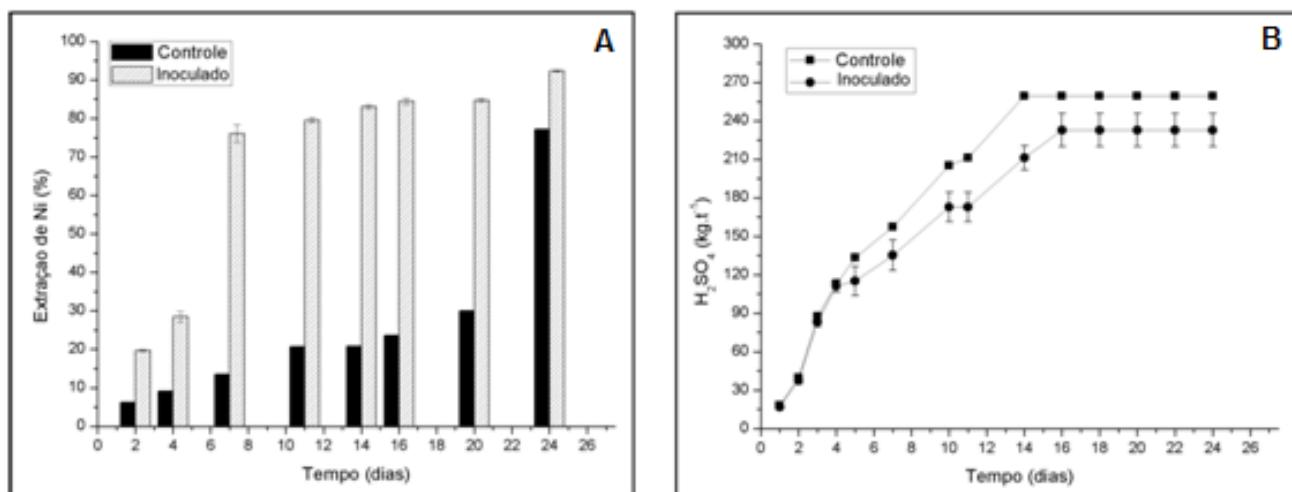 A
Controle
Inoculado
Extraçao de Ni (%)
100
90
80
70
60
50
40
30
20
10
0
0 2 4 6 8 10 12 14 16 18 20 22 24 26
Tempo (dias)
B
Controle
Inoculado
H₂SO₄ (kg.t⁻¹)
300
270
240
210
180
150
120
90
60
30
0
0 2 4 6 8 10 12 14 16 18 20 22 24 26
Tempo (dias)